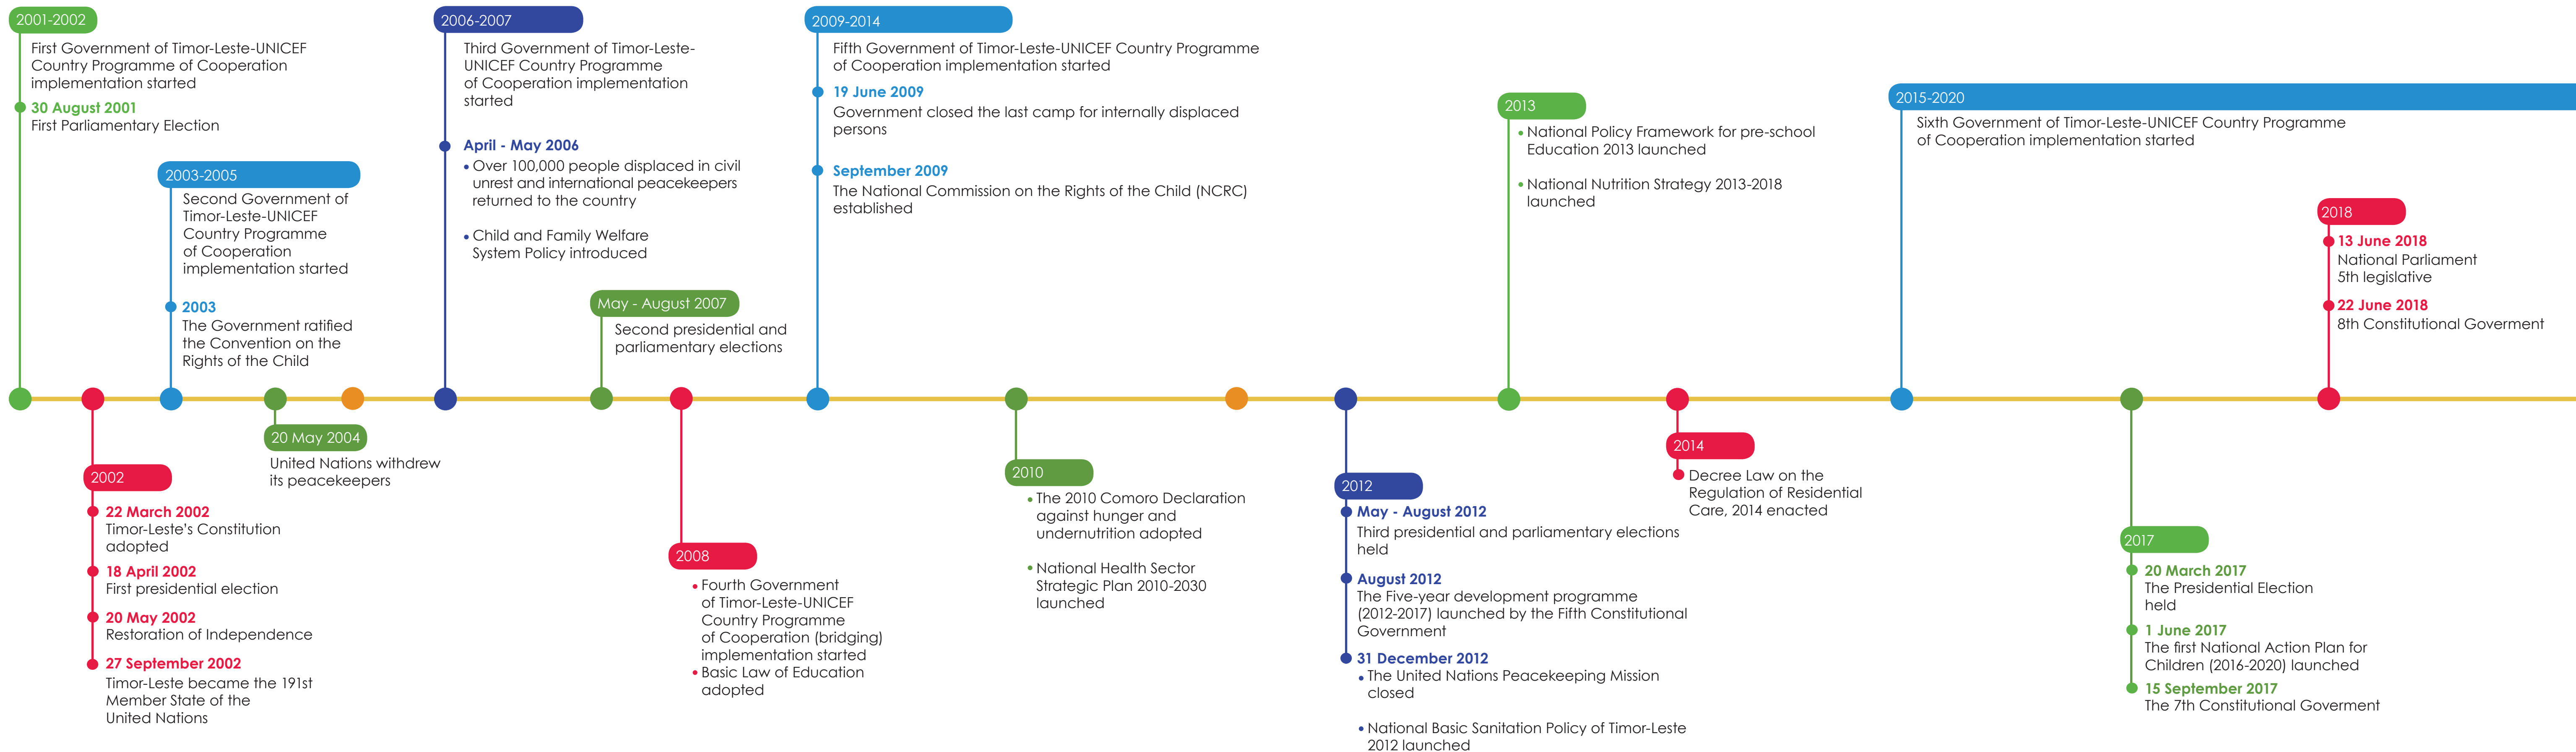 2001-2002
First Government of Timor-Leste-UNICEF
Country Programme of Cooperation
implementation started
30 August 2001
First Parliamentary Election
2002
22 March 2002
Timor-Leste's Constitution
adopted
18 April 2002
First presidential election
20 May 2002
Restoration of Independence
27 September 2002
Timor-Leste became the 191st
Member State of the
United Nations
2003-2005
Second Government of
Timor-Leste-UNICEF
Country Programme
of Cooperation
implementation started
2003
The Government ratified
the Convention on the
Rights of the Child
20 May 2004
United Nations withdrew
its peacekeepers
2006-2007
Third Government of Timor-Leste-
UNICEF Country Programme
of Cooperation implementation
started
April - May 2006
• Over 100,000 people displaced in civil
unrest and international peacekeepers
returned to the country
• Child and Family Welfare
System Policy introduced
May - August 2007
Second presidential and
parliamentary elections
2008
• Fourth Government
of Timor-Leste-UNICEF
Country Programme
of Cooperation (bridging)
implementation started
• Basic Law of Education
adopted
2009-2014
Fifth Government of Timor-Leste-UNICEF Country Programme
of Cooperation implementation started
19 June 2009
Government closed the last camp for internally displaced
persons
September 2009
The National Commission on the Rights of the Child (NCRC)
established
2010
• The 2010 Comoro Declaration
against hunger and
undernutrition adopted
• National Health Sector
Strategic Plan 2010-2030
launched
2012
May - August 2012
Third presidential and parliamentary elections
held
August 2012
The Five-year development programme
(2012-2017) launched by the Fifth Constitutional
Government
31 December 2012
• The United Nations Peacekeeping Mission
closed
• National Basic Sanitation Policy of Timor-Leste
2012 launched
2013
• National Policy Framework for pre-school
Education 2013 launched
• National Nutrition Strategy 2013-2018
launched
2014
Decree Law on the
Regulation of Residential
Care, 2014 enacted
2015-2020
Sixth Government of Timor-Leste-UNICEF Country Programme
of Cooperation implementation started
2017
20 March 2017
The Presidential Election
held
1 June 2017
The first National Action Plan for
Children (2016-2020) launched
15 September 2017
The 7th Constitutional Goverment
2018
13 June 2018
National Parliament
5th legislative
22 June 2018
8th Constitutional Goverment